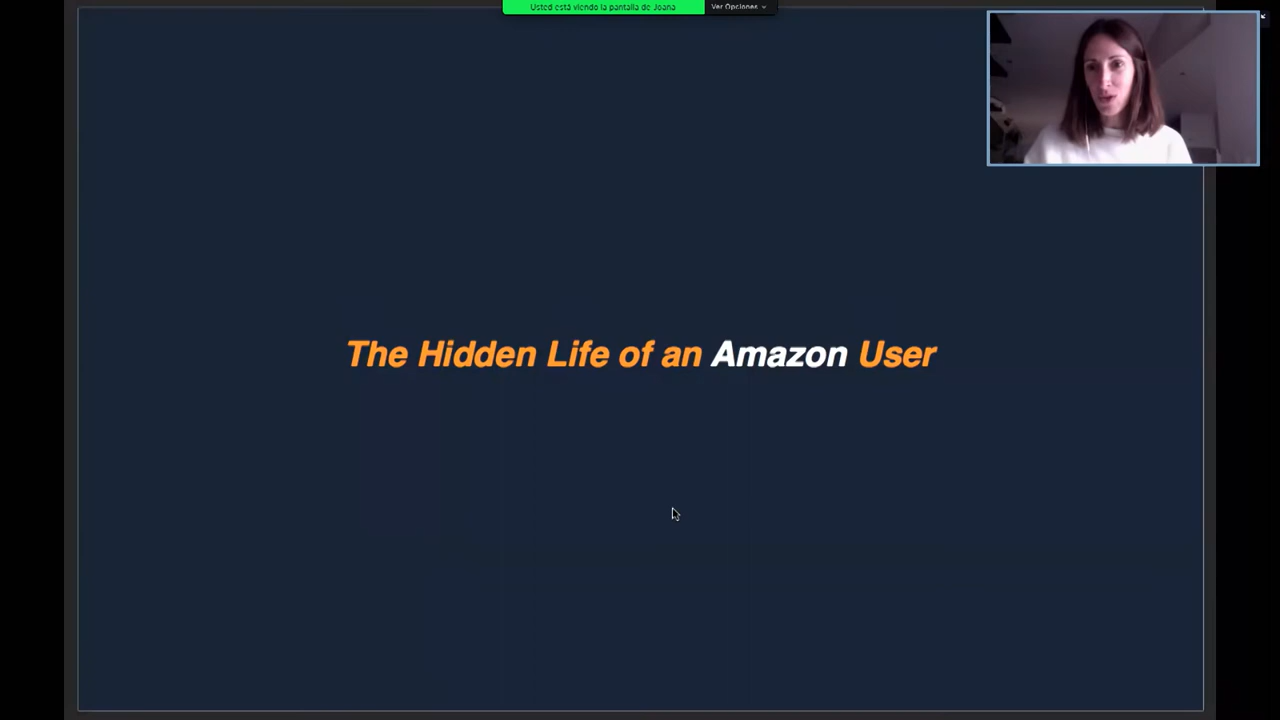 Usted está viendo la pantalla de Joana
Ver Opciones
The Hidden Life of an Amazon User